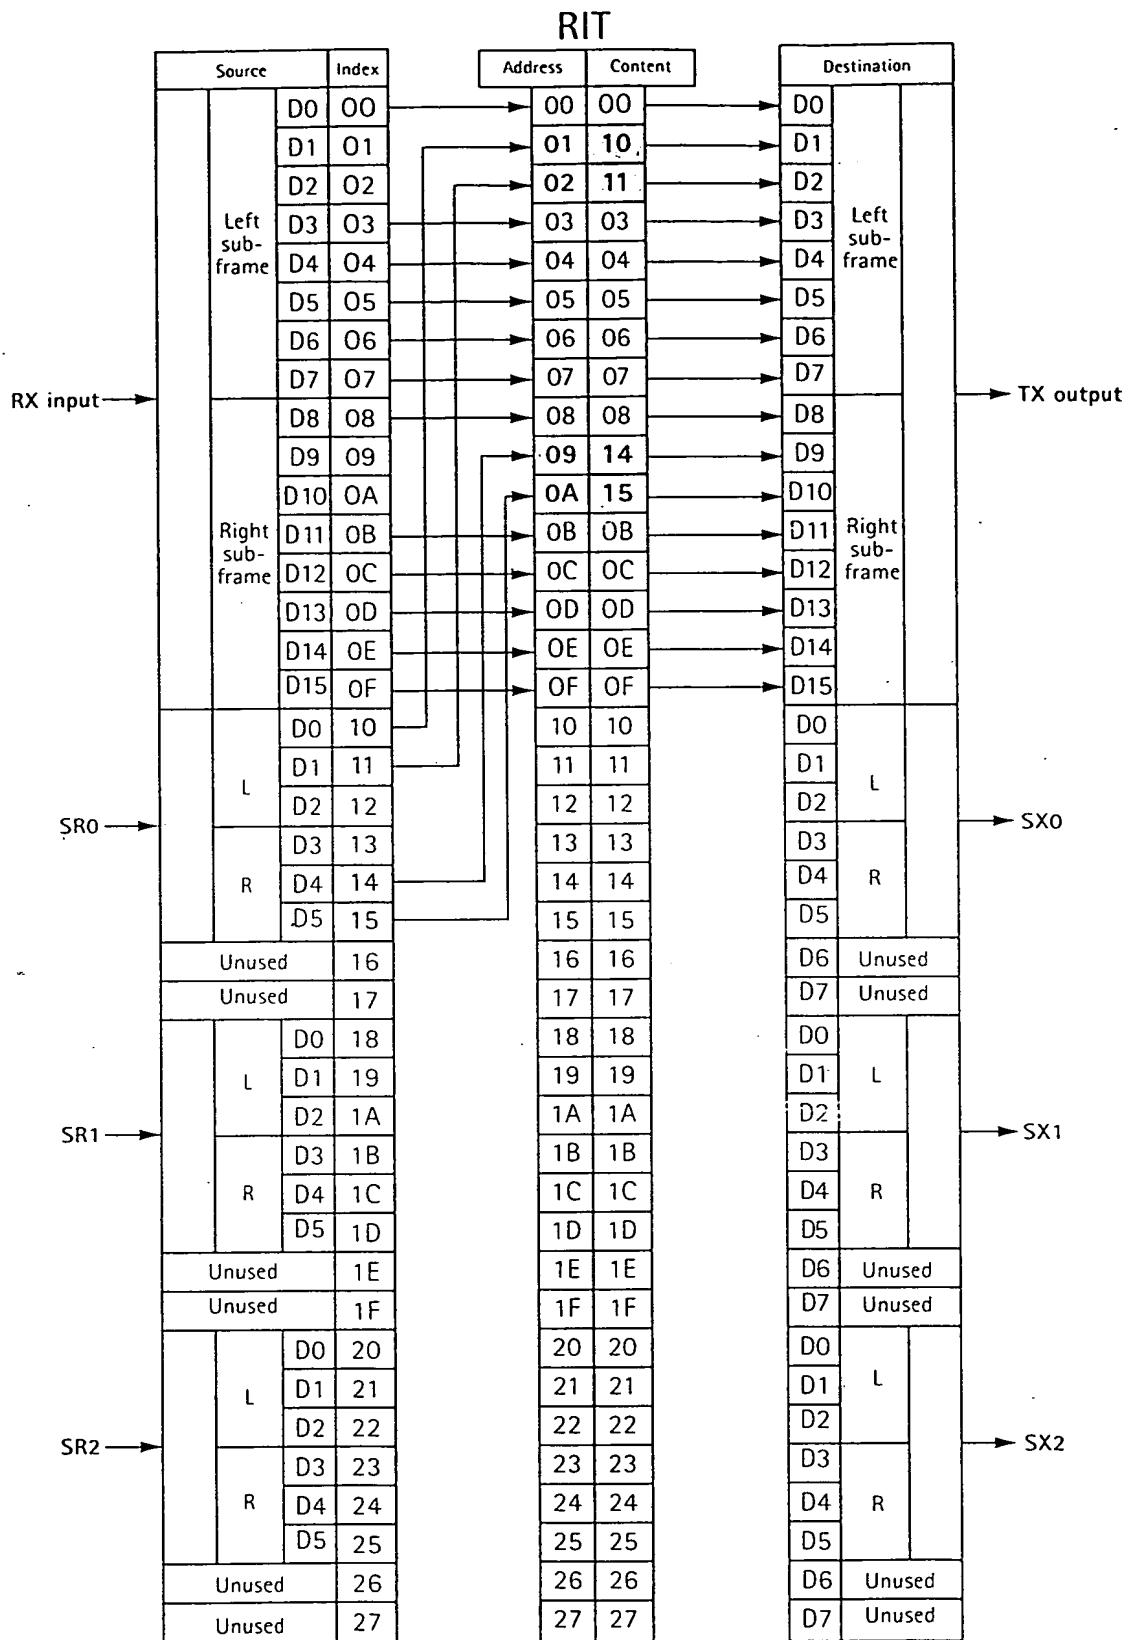 RIT
Source Index Address Content Destination
D0 00 00 00 D0
D1 01 01 10 D1
D2 02 02 11 D2
D3 03 03 03 D3
Left sub-frame Left sub-frame
D4 04 04 04 D4
D5 05 05 05 D5
D6 06 06 06 D6
D7 07 07 07 D7
RX input TX output
D8 08 08 08 D8
D9 09 09 14 D9
D10 0A 0A 15 D10
D11 0B 0B 0B D11
Right sub-frame Right sub-frame
D12 0C 0C 0C D12
D13 0D 0D 0D D13
D14 0E 0E 0E D14
D15 0F 0F 0F D15
D0 10 10 10 D0
D1 11 11 11 D1
L L
D2 12 12 12 D2
SR0 SX0
D3 13 13 13 D3
R D4 14 14 14 D4 R
D5 15 15 15 D5
Unused 16 16 16 D6 Unused
Unused 17 17 17 D7 Unused
D0 18 18 18 D0
L D1 19 19 19 D1 L
D2 1A 1A 1A D2
SR1 SX1
D3 1B 1B 1B D3
R D4 1C 1C 1C D4 R
D5 1D 1D 1D D5
Unused 1E 1E 1E D6 Unused
Unused 1F 1F 1F D7 Unused
D0 20 20 20 D0
L D1 21 21 21 D1 L
D2 22 22 22 D2
SR2 SX2
D3 23 23 23 D3
R D4 24 24 24 D4 R
D5 25 25 25 D5
Unused 26 26 26 D6 Unused
Unused 27 27 27 D7 Unused